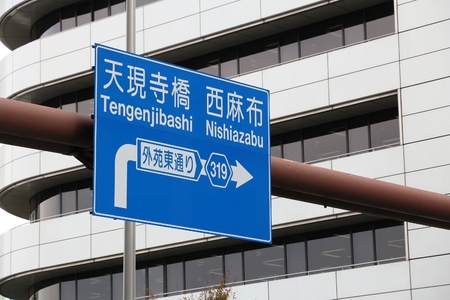 天現寺橋 西麻布
Tengenjibashi Nishiazabu
外苑東通り 319